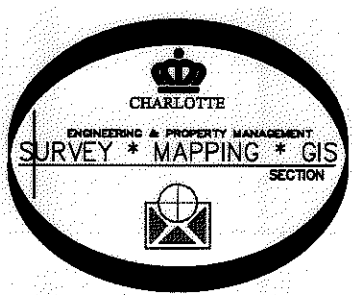 CHARLOTTE
ENGINEERING & PROPERTY MANAGEMENT
SURVEY * MAPPING * GIS
SECTION